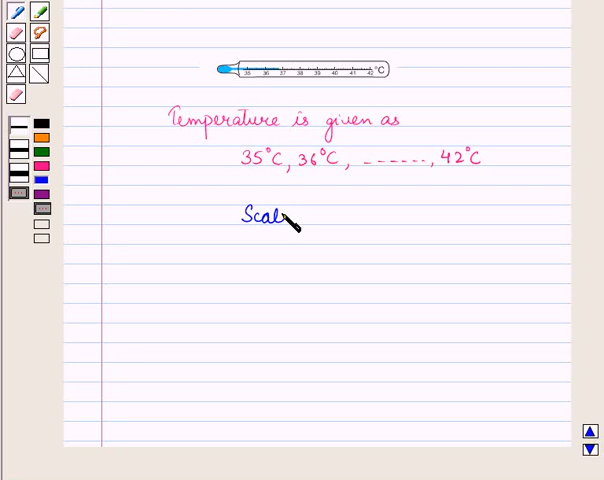 35 36 37 38 39 40 41 42 °C
Temperature is given as
35°C, 36°C, ------, 42°C
Scal